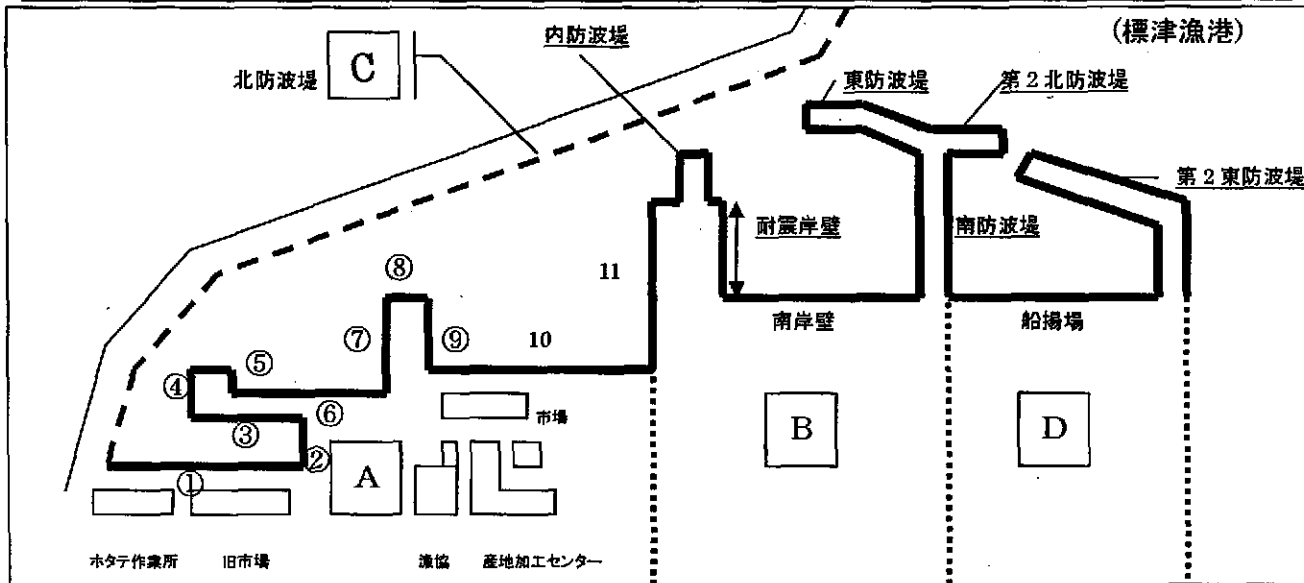 (標津漁港)
内防波堤
北防波堤
C
東防波堤
第2北防波堤
第2東防波堤
耐震岸壁
南防波堤
⑧
11
南岸壁
船揚場
⑦
⑨
10
⑤
④
⑥
③
市場
②
①
A
B
D
ホタテ作業所
旧市場
漁協
産地加工センター